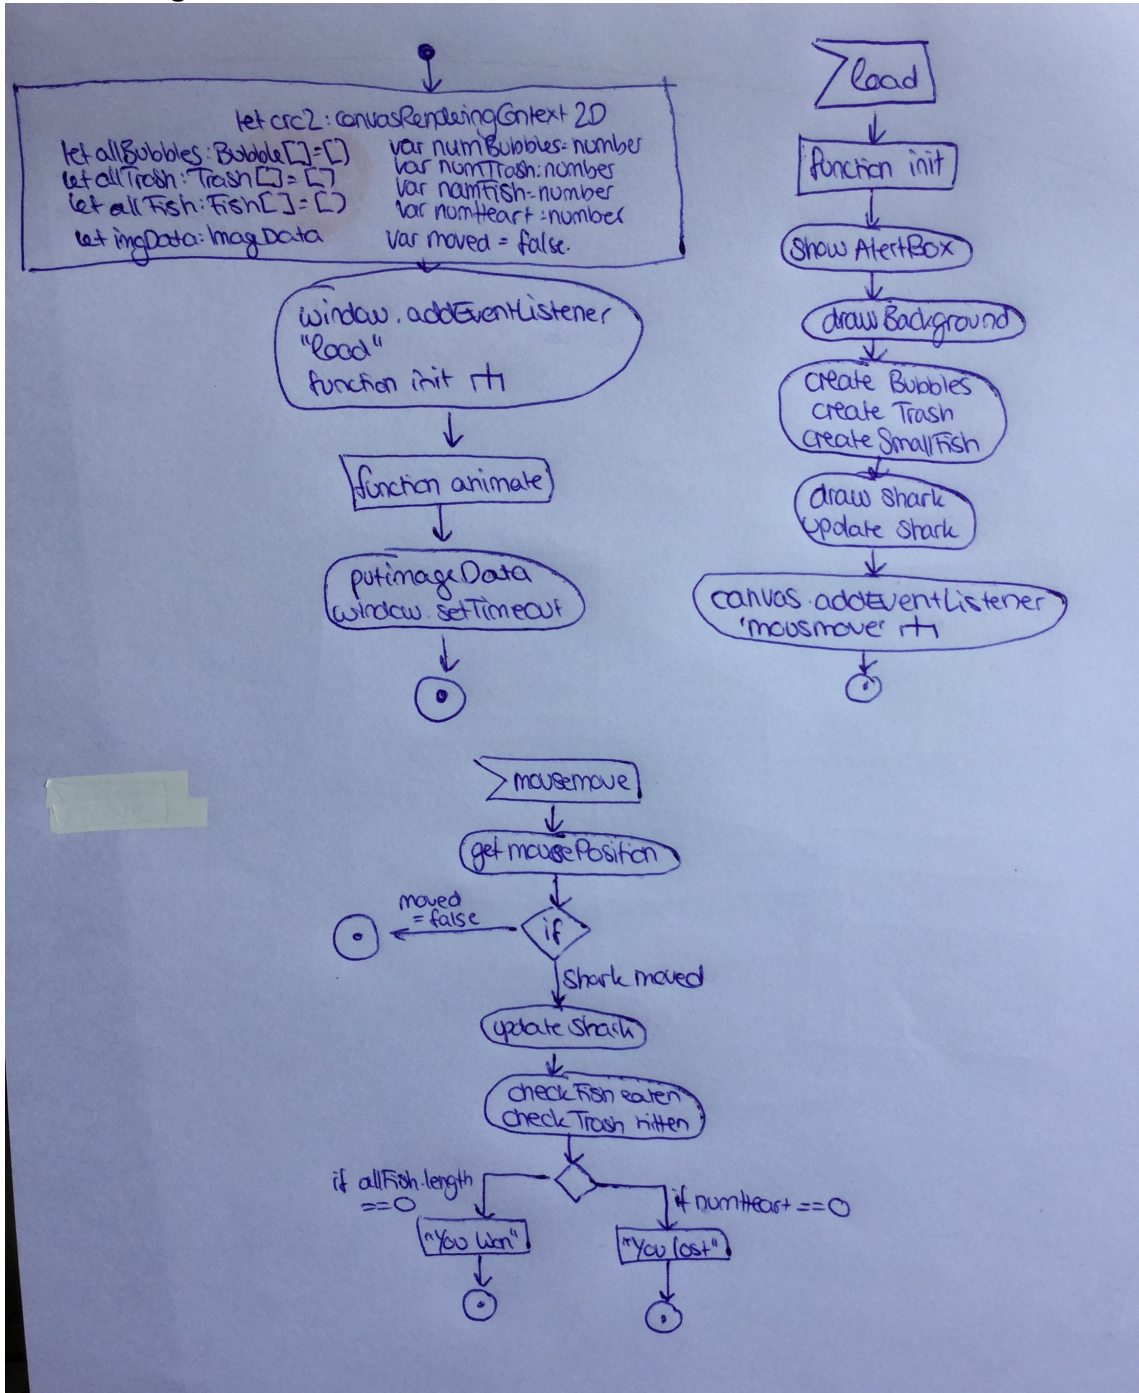 let crc2: canvasRenderingContext 2D
let allBubbles: Bubble[]=[]
let allTrash: Trash[]=[]
let all Fish: Fish[]=[]
let imgData: ImagData
var numBubbles=number
var numTrash:number
var namFish=number
var numHeart:number
var moved = false.
window.addEventListener
"load"
function init
function animate
putimageData
window.setTimeout
load
function init
show AlertBox
draw Background
create Bubbles
create Trash
create SmallFish
draw Shark
update Shark
canvas.addEventListener
'mousmove'
mousemove
get mousePosition
if
moved
=false
Shark moved
update Shark
check Fish eaten
check Trash hitten
if allFish.length
==0
"You Won"
if numHeart ==0
"You lost"